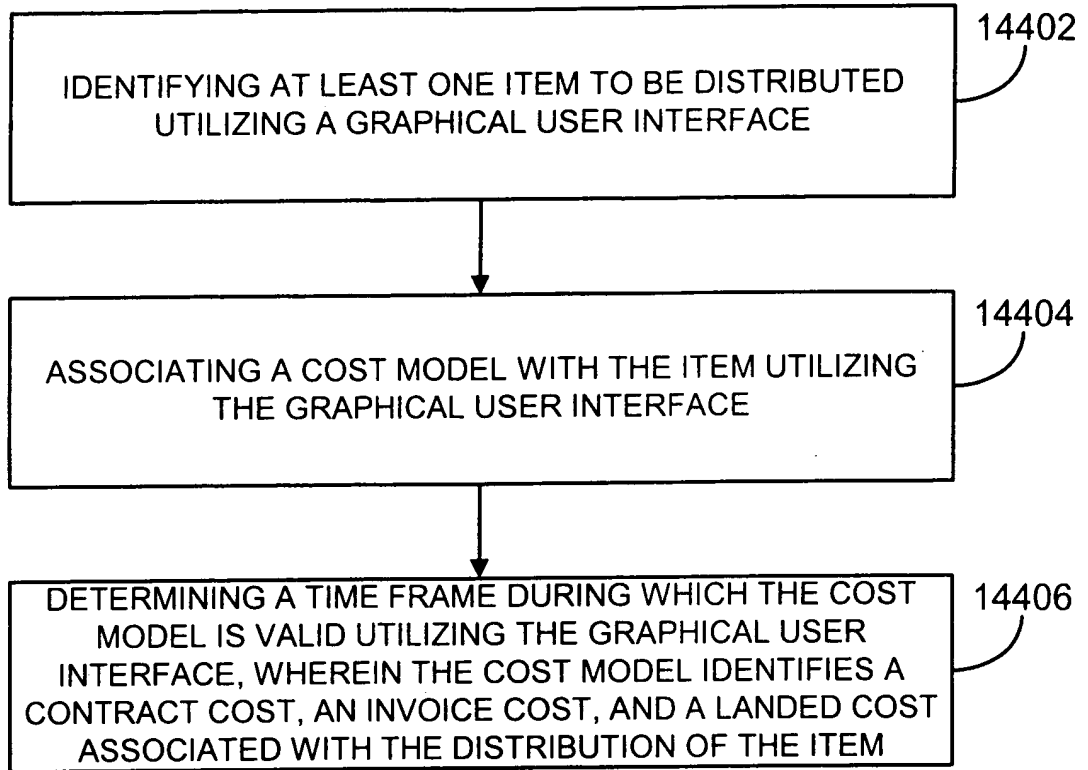 14402
IDENTIFYING AT LEAST ONE ITEM TO BE DISTRIBUTED
UTILIZING A GRAPHICAL USER INTERFACE
14404
ASSOCIATING A COST MODEL WITH THE ITEM UTILIZING
THE GRAPHICAL USER INTERFACE
14406
DETERMINING A TIME FRAME DURING WHICH THE COST
MODEL IS VALID UTILIZING THE GRAPHICAL USER
INTERFACE, WHEREIN THE COST MODEL IDENTIFIES A
CONTRACT COST, AN INVOICE COST, AND A LANDED COST
ASSOCIATED WITH THE DISTRIBUTION OF THE ITEM